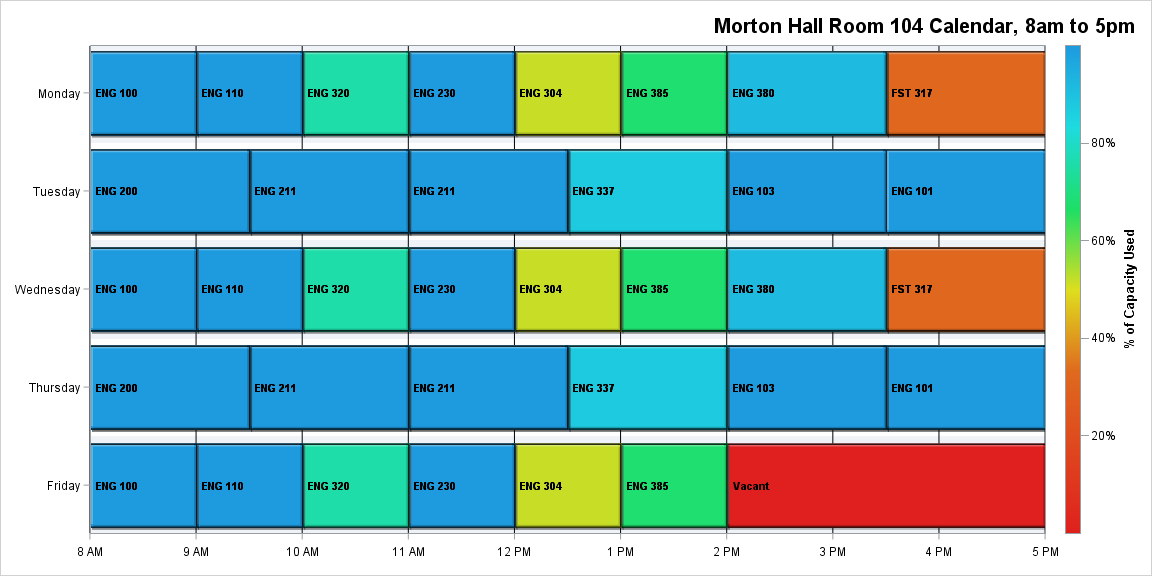 Morton Hall Room 104 Calendar, 8am to 5pm
Monday
ENG 100 ENG 110 ENG 320 ENG 230 ENG 304 ENG 385 ENG 380 FST 317
Tuesday
ENG 200 ENG 211 ENG 211 ENG 337 ENG 103 ENG 101
Wednesday
ENG 100 ENG 110 ENG 320 ENG 230 ENG 304 ENG 385 ENG 380 FST 317
Thursday
ENG 200 ENG 211 ENG 211 ENG 337 ENG 103 ENG 101
Friday
ENG 100 ENG 110 ENG 320 ENG 230 ENG 304 ENG 385 Vacant
8 AM 9 AM 10 AM 11 AM 12 PM 1 PM 2 PM 3 PM 4 PM 5 PM
80%
60%
40%
20%
% of Capacity Used